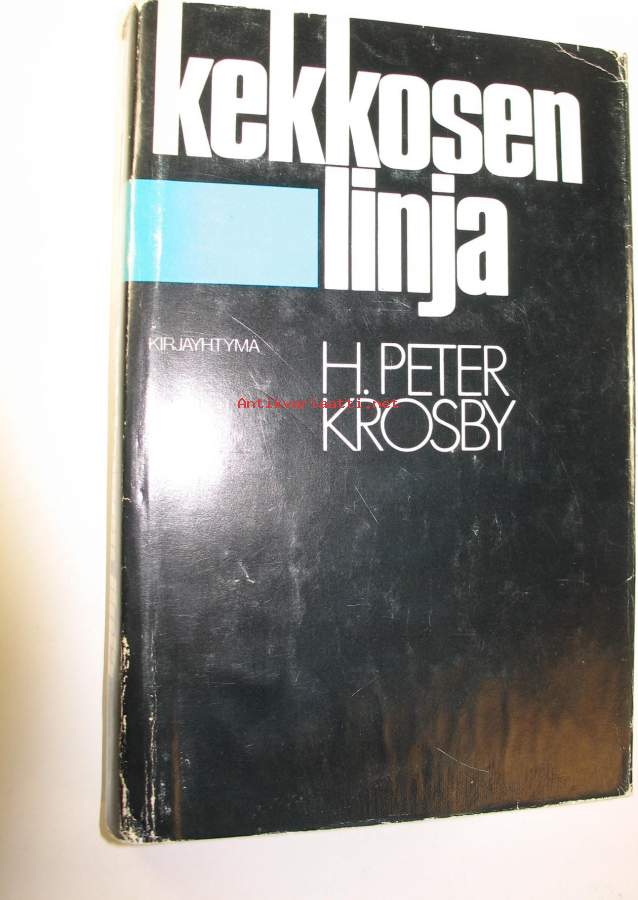 kekkosen
linja
KIRJAYHTYMÄ
H. PETER
Antikvariaatti.net
KROSBY